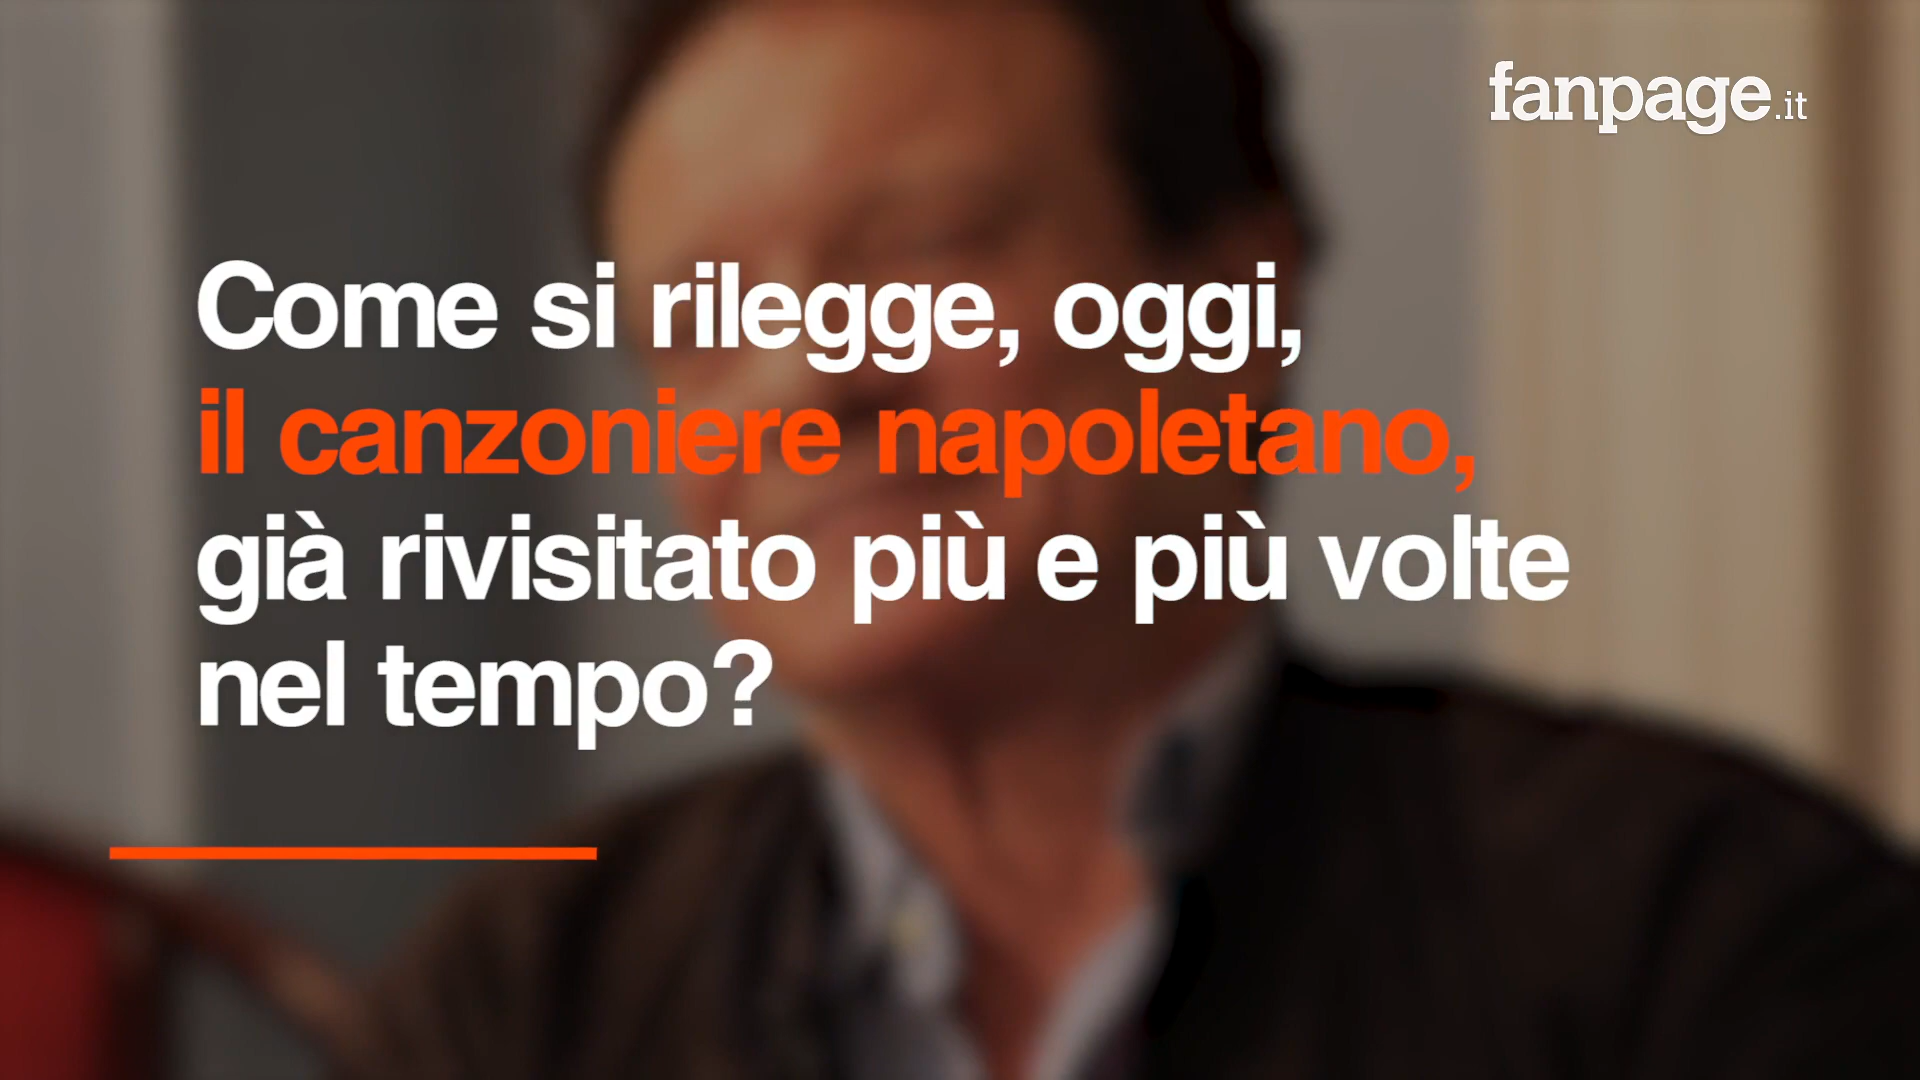 fanpage.it
Come si rilegge, oggi,
il canzoniere napoletano,
già rivisitato più e più volte
nel tempo?